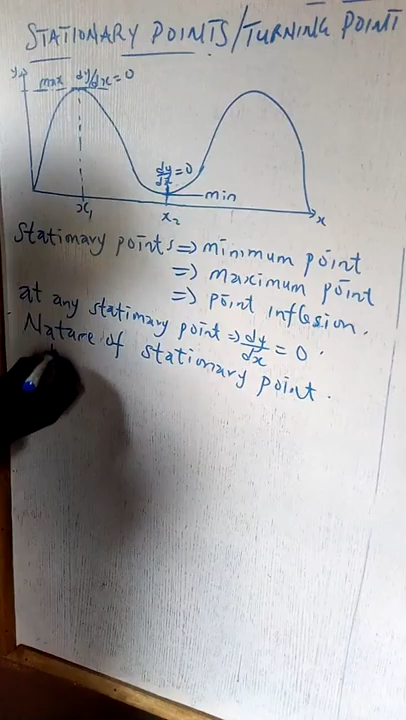 STATIONARY POINTS/TURNING POINT
y
max dy/dx=0
dy/dx=0
min
x₁
x₂
x
Stationary points => minimum point
=> maximum point
=> point inflesion.
at any stationary point => dy/dx = 0.
Nature of stationary point.